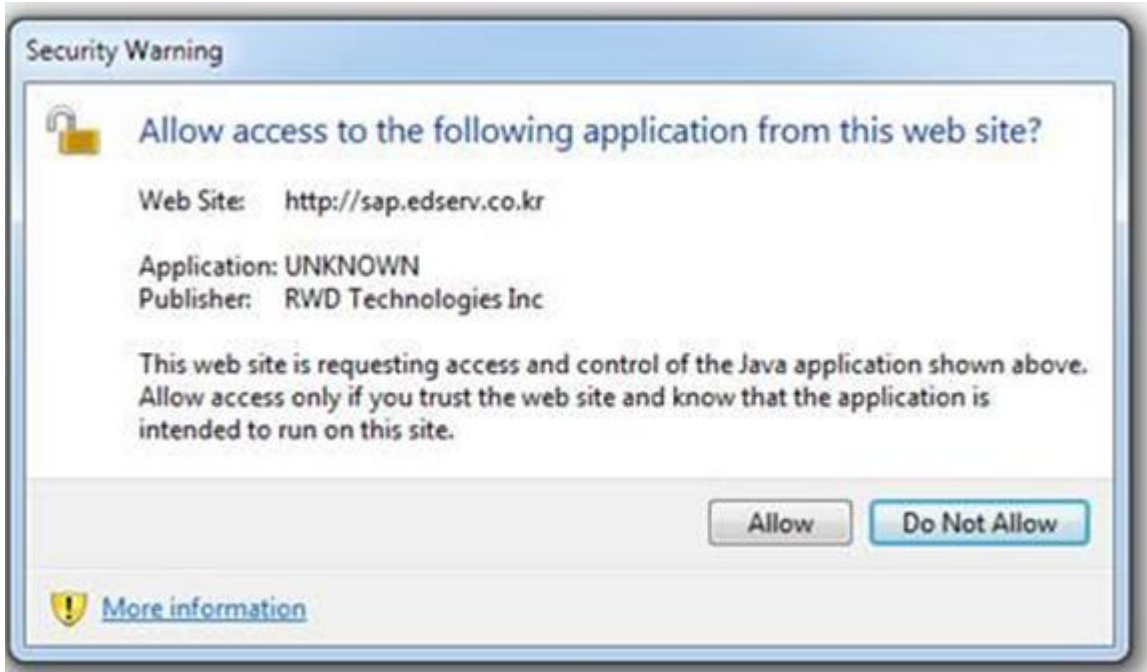 Security Warning
Allow access to the following application from this web site?
Web Site: http://sap.edserv.co.kr
Application: UNKNOWN
Publisher: RWD Technologies Inc
This web site is requesting access and control of the Java application shown above.
Allow access only if you trust the web site and know that the application is
intended to run on this site.
Allow
Do Not Allow
More information